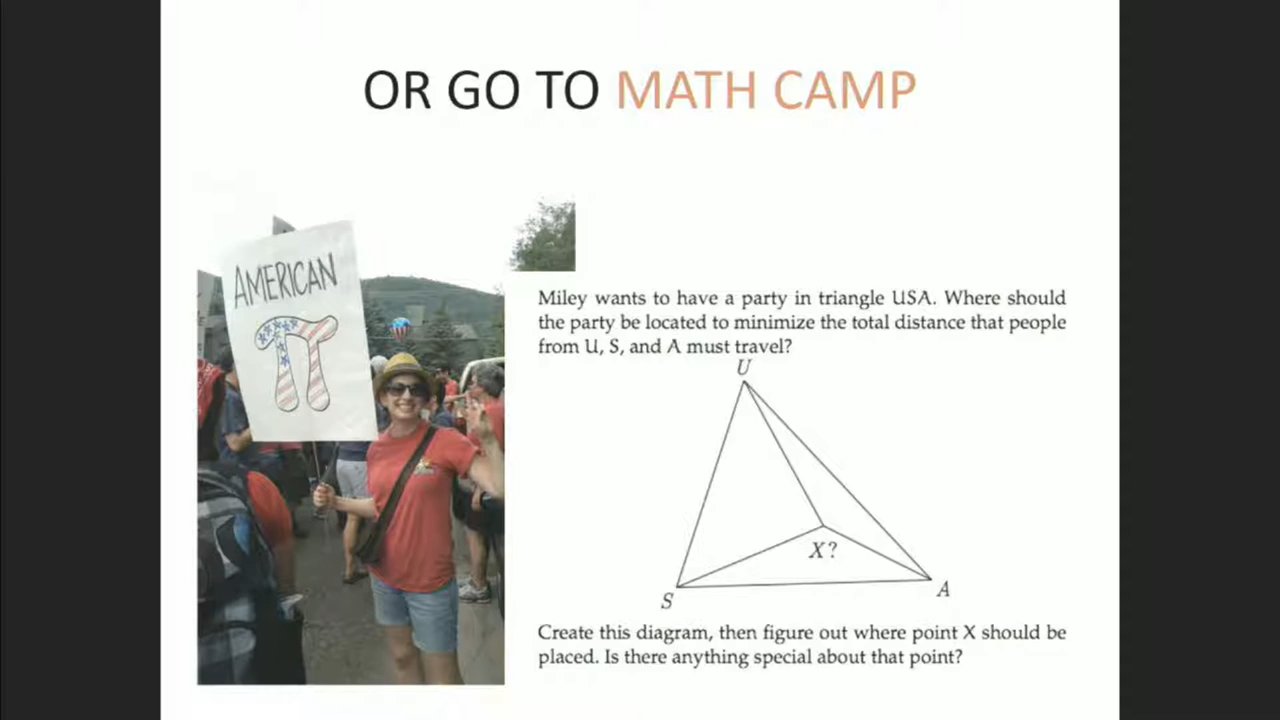 OR GO TO MATH CAMP
AMERICAN
π
Miley wants to have a party in triangle USA. Where should
the party be located to minimize the total distance that people
from U, S, and A must travel?
U
X?
S
A
Create this diagram, then figure out where point X should be
placed. Is there anything special about that point?